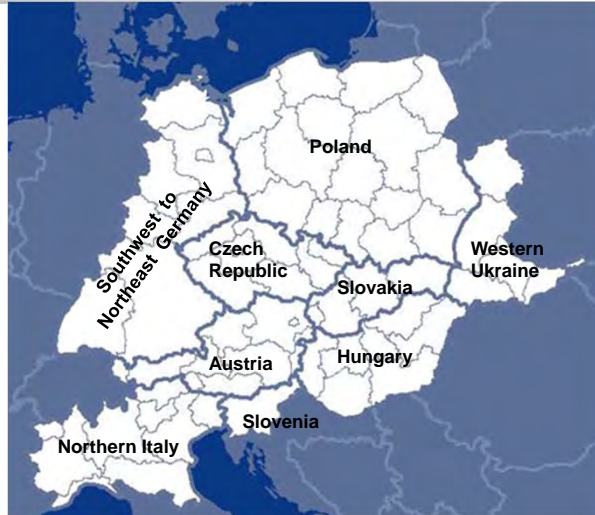 Poland
Southwest to
Northeast Germany
Czech
Republic
Western
Ukraine
Slovakia
Austria
Hungary
Slovenia
Northern Italy